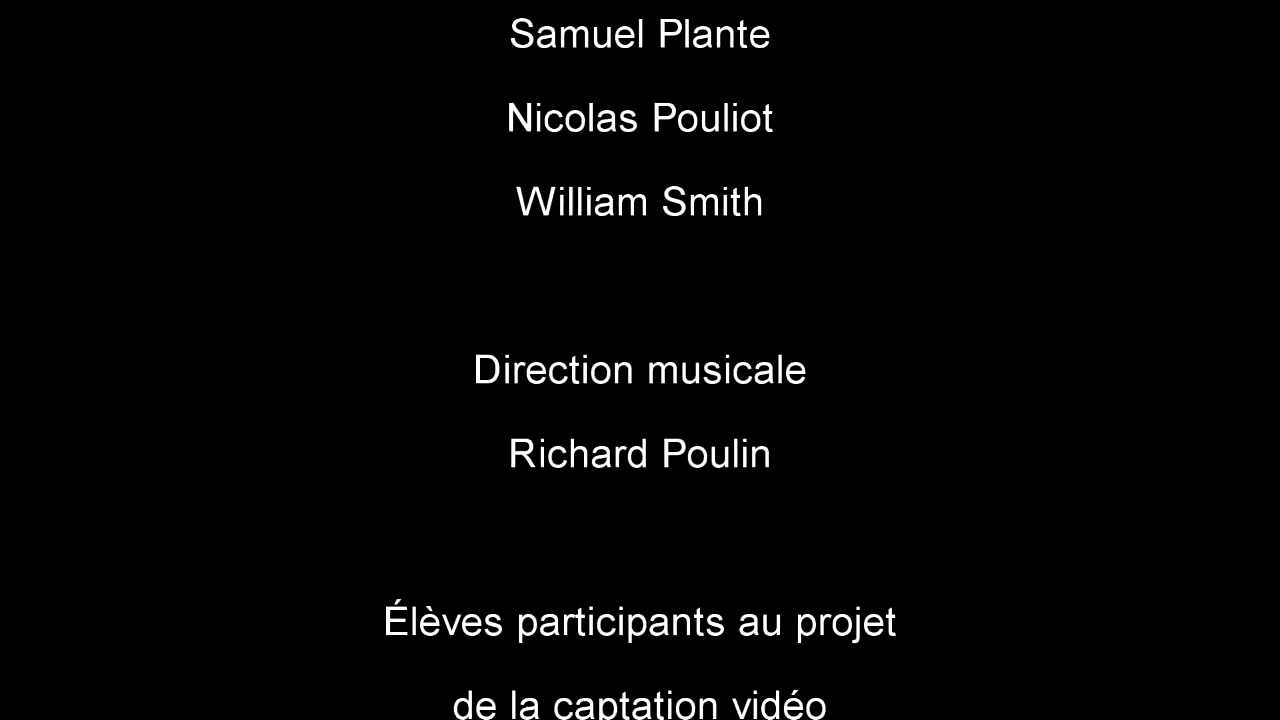 Samuel Plante
Nicolas Pouliot
William Smith
Direction musicale
Richard Poulin
Élèves participants au projet
de la captation vidéo